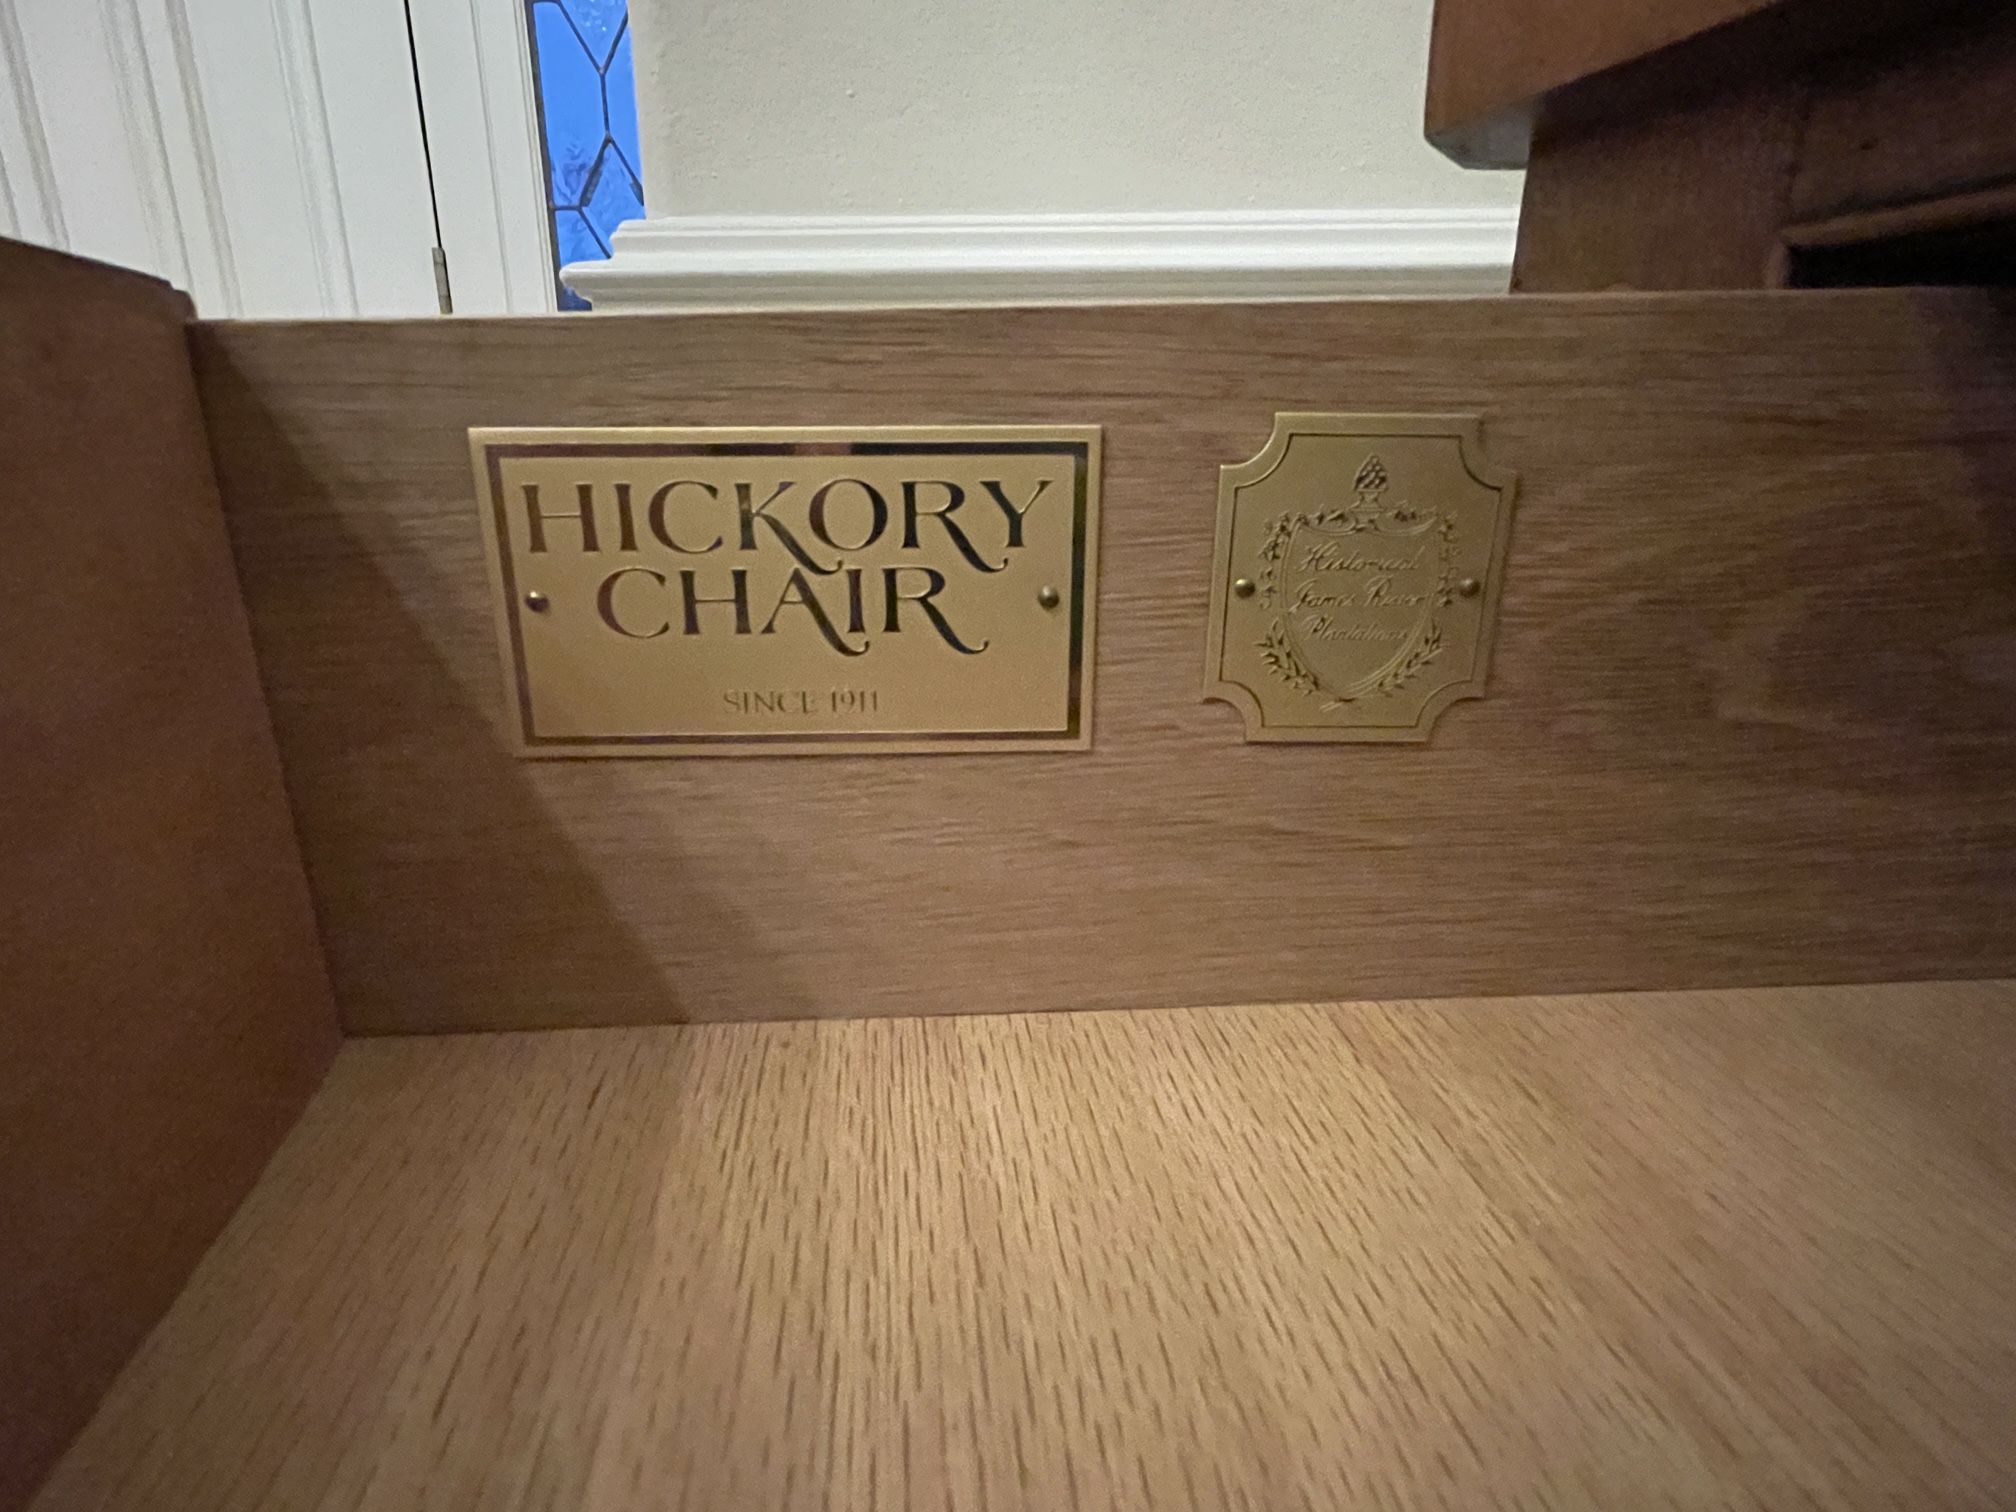 HICKORY
CHAIR
SINCE 1911
Historical
James River
Plantations